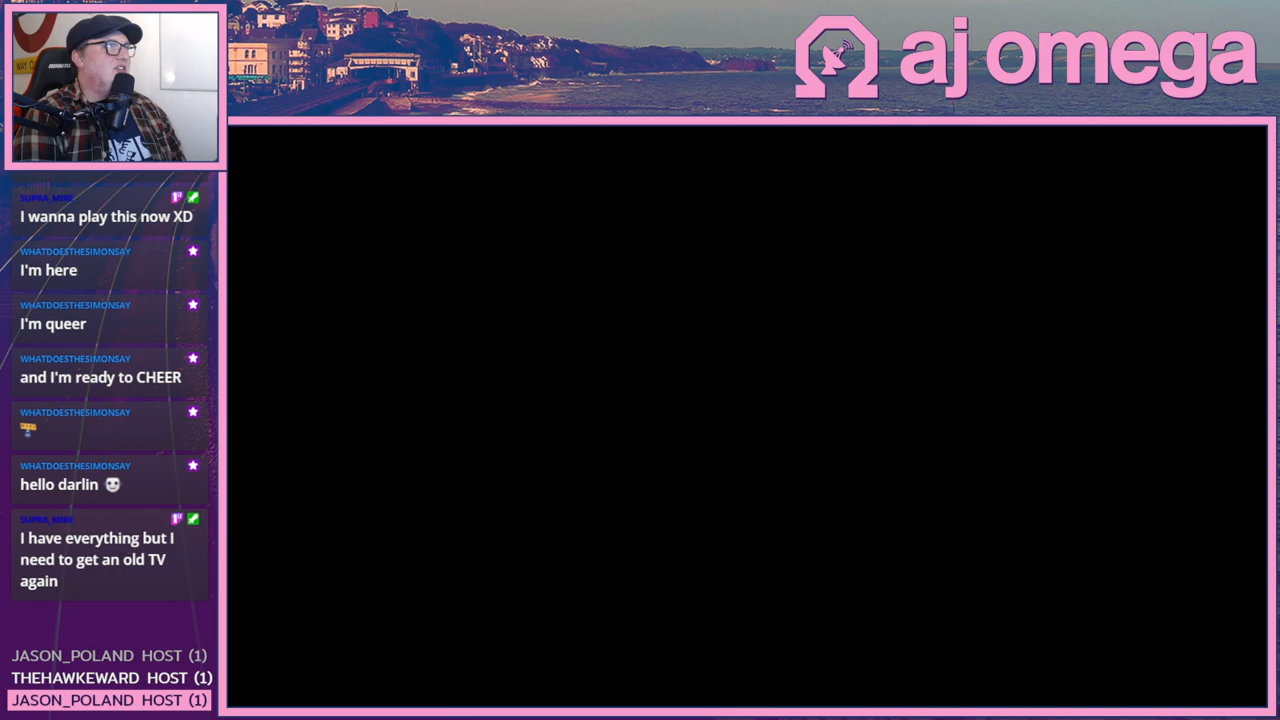 aj omega
SUPRA_MIKE
I wanna play this now XD
WHATDOESTHESIMONSAY
I'm here
WHATDOESTHESIMONSAY
I'm queer
WHATDOESTHESIMONSAY
and I'm ready to CHEER
WHATDOESTHESIMONSAY
WHATDOESTHESIMONSAY
hello darlin
SUPRA_MIKE
I have everything but I
need to get an old TV
again
JASON_POLAND HOST (1)
THEHAWKEWARD HOST (1)
JASON_POLAND HOST (1)